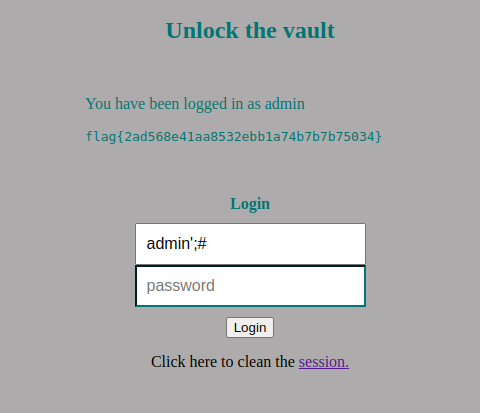 Unlock the vault
You have been logged in as admin
flag{2ad568e41aa8532ebb1a74b7b7b75034}
Login
admin';#
password
Login
Click here to clean the session.